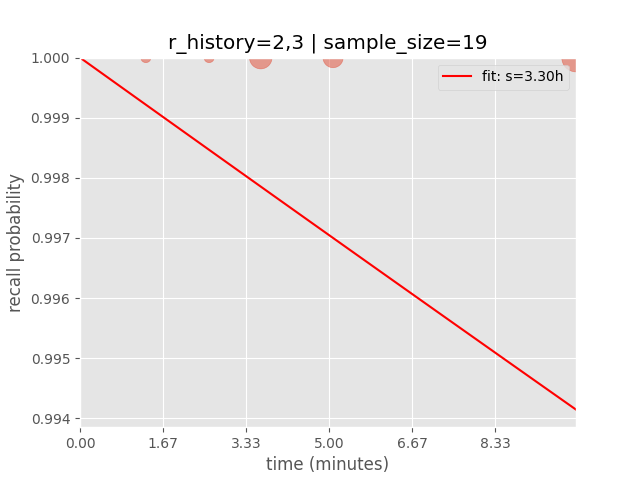 r_history=2,3 | sample_size=19
fit: s=3.30h
recall probability
1.000
0.999
0.998
0.997
0.996
0.995
0.994
0.00 1.67 3.33 5.00 6.67 8.33
time (minutes)